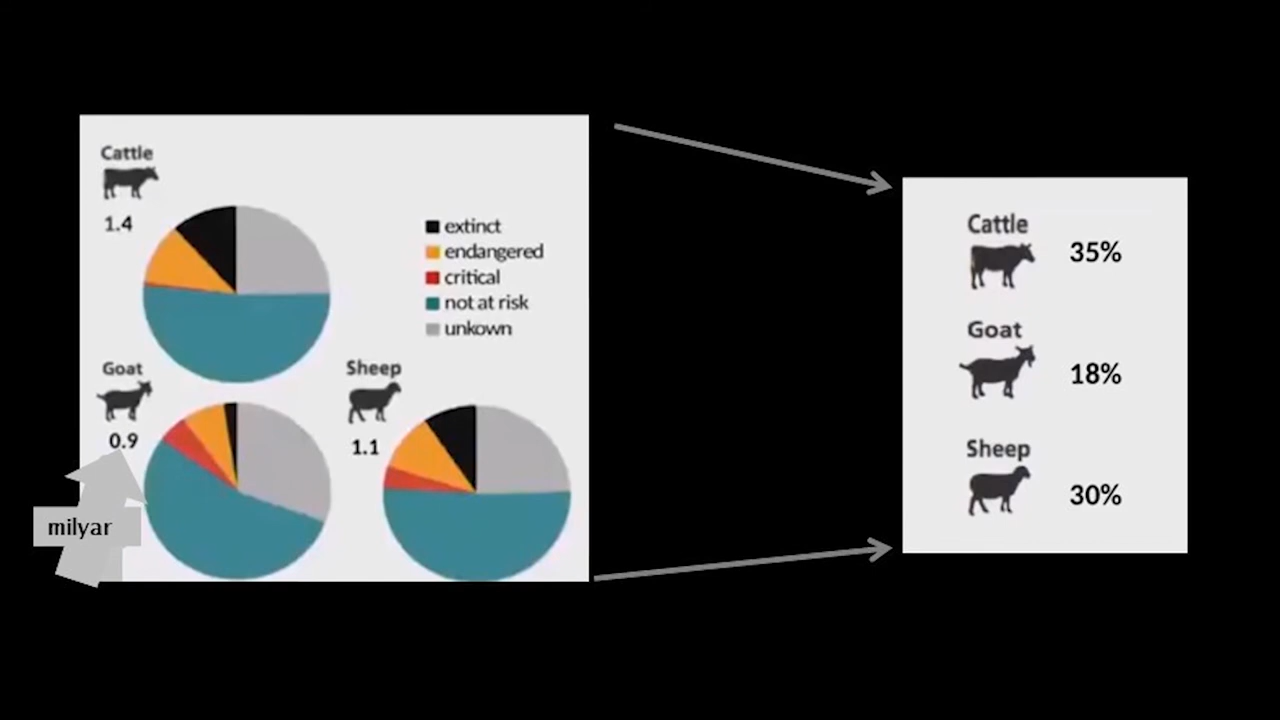 Cattle
1.4
extinct
endangered
critical
not at risk
unkown
Goat
0.9
Sheep
1.1
milyar
Cattle
35%
Goat
18%
Sheep
30%